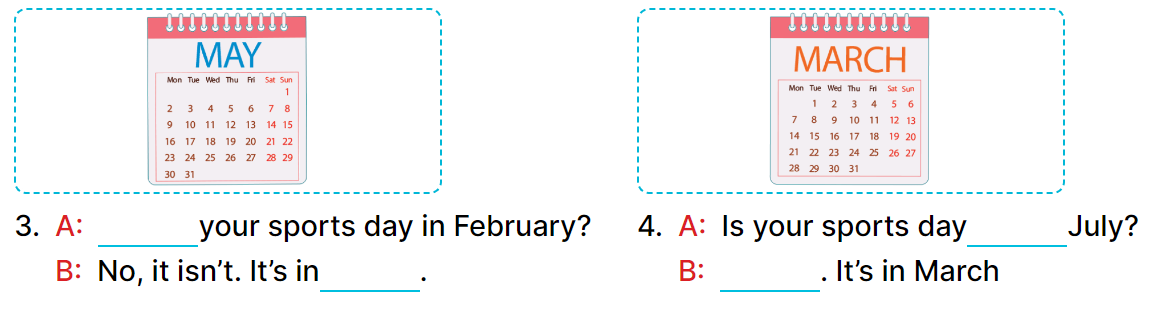 MAY
Mon Tue Wed Thu Fri Sat Sun
1
2 3 4 5 6 7 8
9 10 11 12 13 14 15
16 17 18 19 20 21 22
23 24 25 26 27 28 29
30 31
MARCH
Mon Tue Wed Thu Fri Sat Sun
1 2 3 4 5 6
7 8 9 10 11 12 13
14 15 16 17 18 19 20
21 22 23 24 25 26 27
28 29 30 31
3. A: ______ your sports day in February?
B: No, it isn't. It's in ______.
4. A: Is your sports day ______ July?
B: ______. It's in March